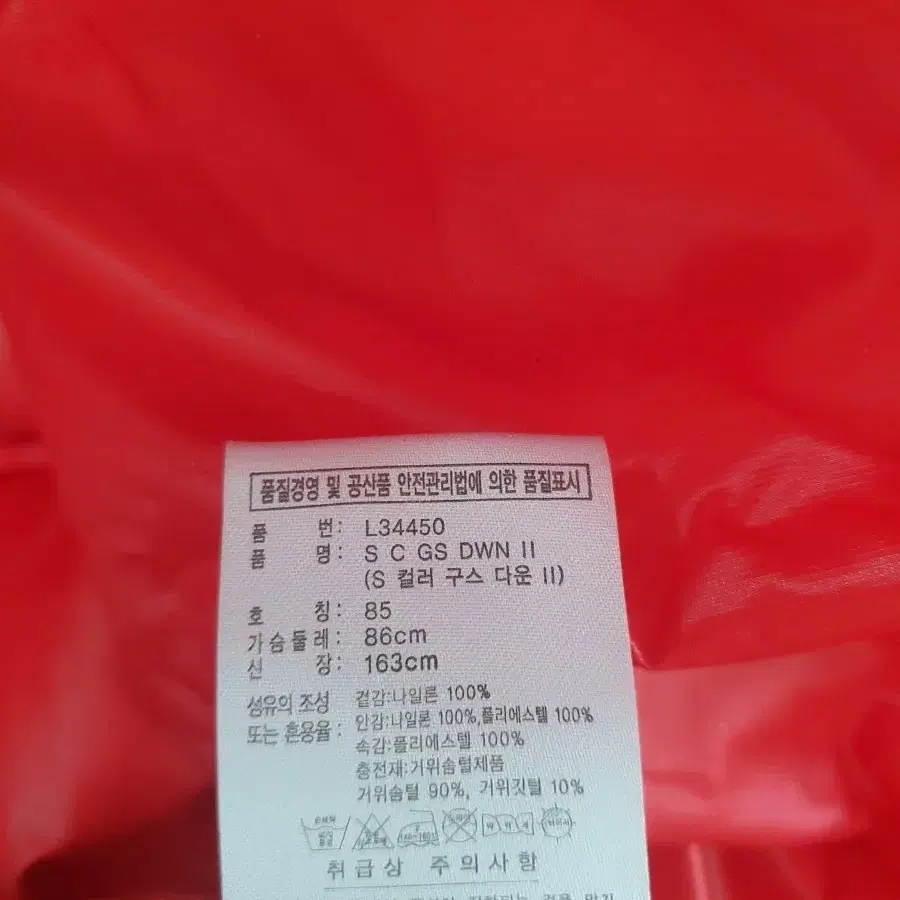 품질경영 및 공산품 안전관리법에 의한 품질표시
품 번: L34450
품 명: S C GS DWN II
(S 컬러 구스 다운 II)
호 칭: 85
가슴둘레: 86cm
신 장: 163cm
섬유의 조성 겉감:나일론 100%
또는 혼용율: 안감:나일론 100%,폴리에스텔 100%
속감:폴리에스텔 100%
충전재:거위솜털제품
거위솜털 90%, 거위깃털 10%
취급상 주의사항